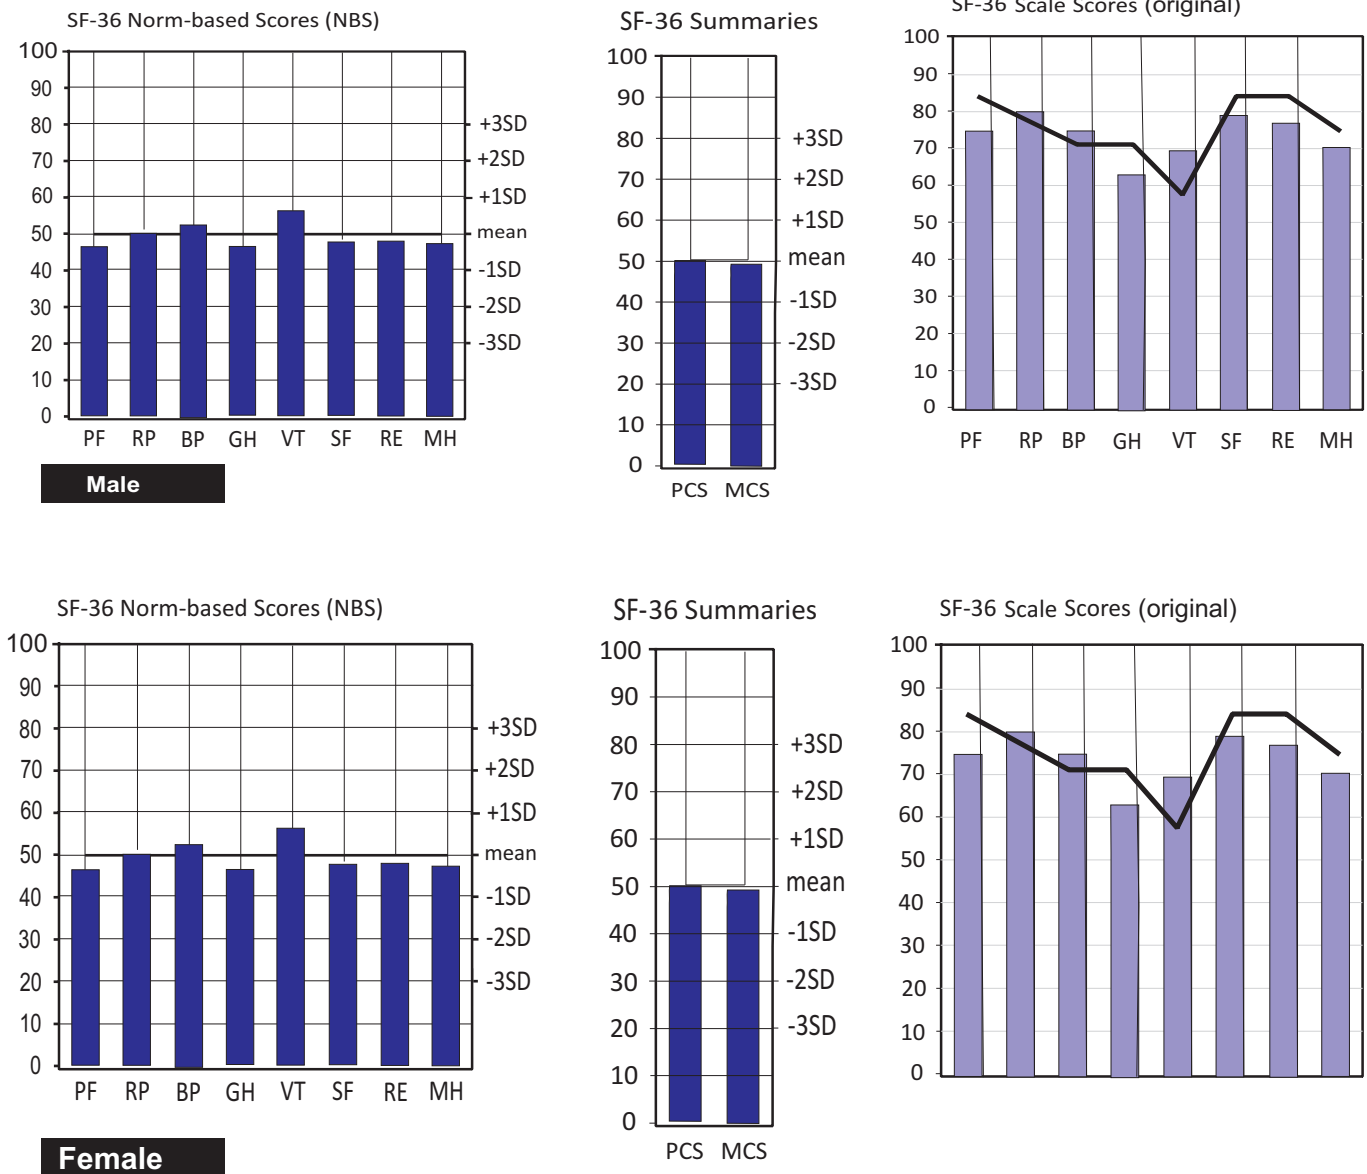 SF-36 Norm-based Scores (NBS)
100
90
80
70
60
50
40
30
20
10
0
+3SD
+2SD
+1SD
mean
-1SD
-2SD
-3SD
PF RP BP GH VT SF RE MH
Male
SF-36 Summaries
100
90
80
70
60
50
40
30
20
10
0
+3SD
+2SD
+1SD
mean
-1SD
-2SD
-3SD
PCS MCS
SF-36 Scale Scores (original)
100
90
80
70
60
50
40
30
20
10
0
PF RP BP GH VT SF RE MH
SF-36 Norm-based Scores (NBS)
100
90
80
70
60
50
40
30
20
10
0
+3SD
+2SD
+1SD
mean
-1SD
-2SD
-3SD
PF RP BP GH VT SF RE MH
Female
SF-36 Summaries
100
90
80
70
60
50
40
30
20
10
0
+3SD
+2SD
+1SD
mean
-1SD
-2SD
-3SD
PCS MCS
SF-36 Scale Scores (original)
100
90
80
70
60
50
40
30
20
10
0